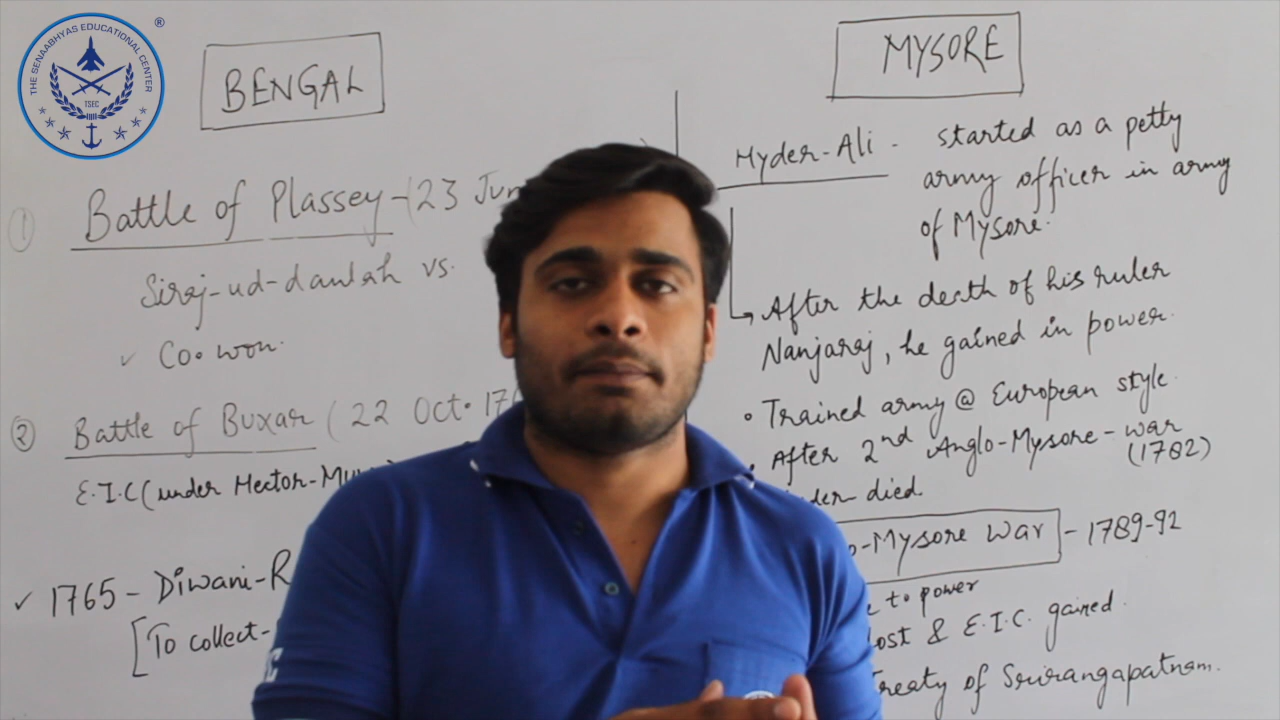 THE SENAABHYAS EDUCATIONAL CENTER
®
TSEC
BENGAL
① Battle of Plassey - (23 Jun
Siraj-ud-daulah vs.
✓ Co. won.
② Battle of Buxar (22 Oct. 17
E.I.C (under Hector-Mun
✓ 1765 - Diwani-R
[To collect-
MYSORE
Hyder-Ali - started as a petty
army officer in army
of Mysore.
After the death of his ruler
Nanjaraj, he gained in power.
• Trained army @ European style.
• After 2nd Anglo-Mysore-war
(1782)
died.
-Mysore War - 1789-92
to power
lost & E.I.C. gained.
Treaty of Srirangapatnam.